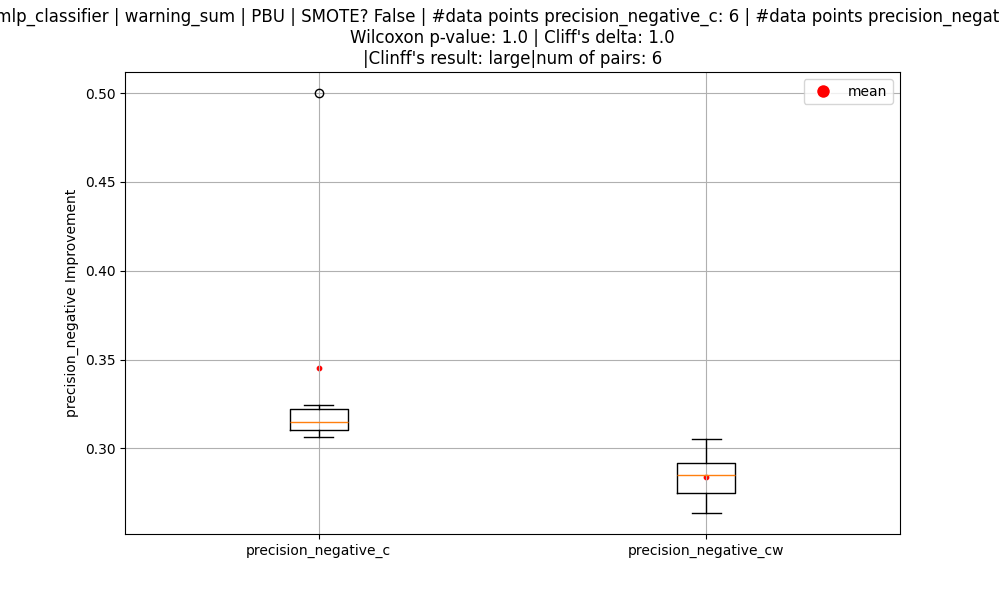 mlp_classifier | warning_sum | PBU | SMOTE? False | #data points precision_negative_c: 6 | #data points precision_negat
Wilcoxon p-value: 1.0 | Cliff's delta: 1.0
|Clinff's result: large|num of pairs: 6
mean
0.50
0.45
0.40
0.35
0.30
precision_negative Improvement
precision_negative_c
precision_negative_cw